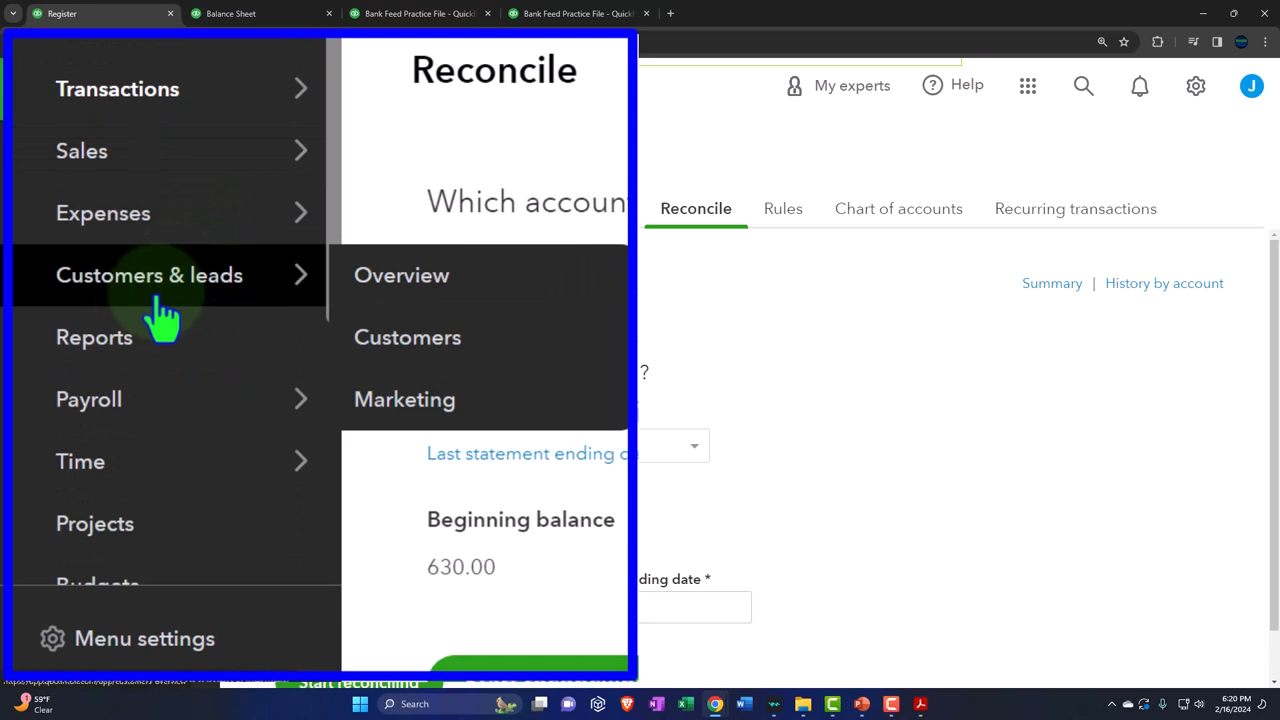 Register
Balance Sheet
Bank Feed Practice File - Quick
Bank Feed Practice File - Quick
My experts
Help
J
Transactions
Sales
Expenses
Customers & leads
Reports
Payroll
Time
Projects
Budgets
Menu settings
Overview
Customers
Marketing
Reconcile
Which accoun
Last statement ending d
Beginning balance
630.00
Reconcile
Rules
Chart of accounts
Recurring transactions
Summary | History by account
?
ding date *
Start reconciling
59°F
Clear
Search
6:20 PM
2/16/2024